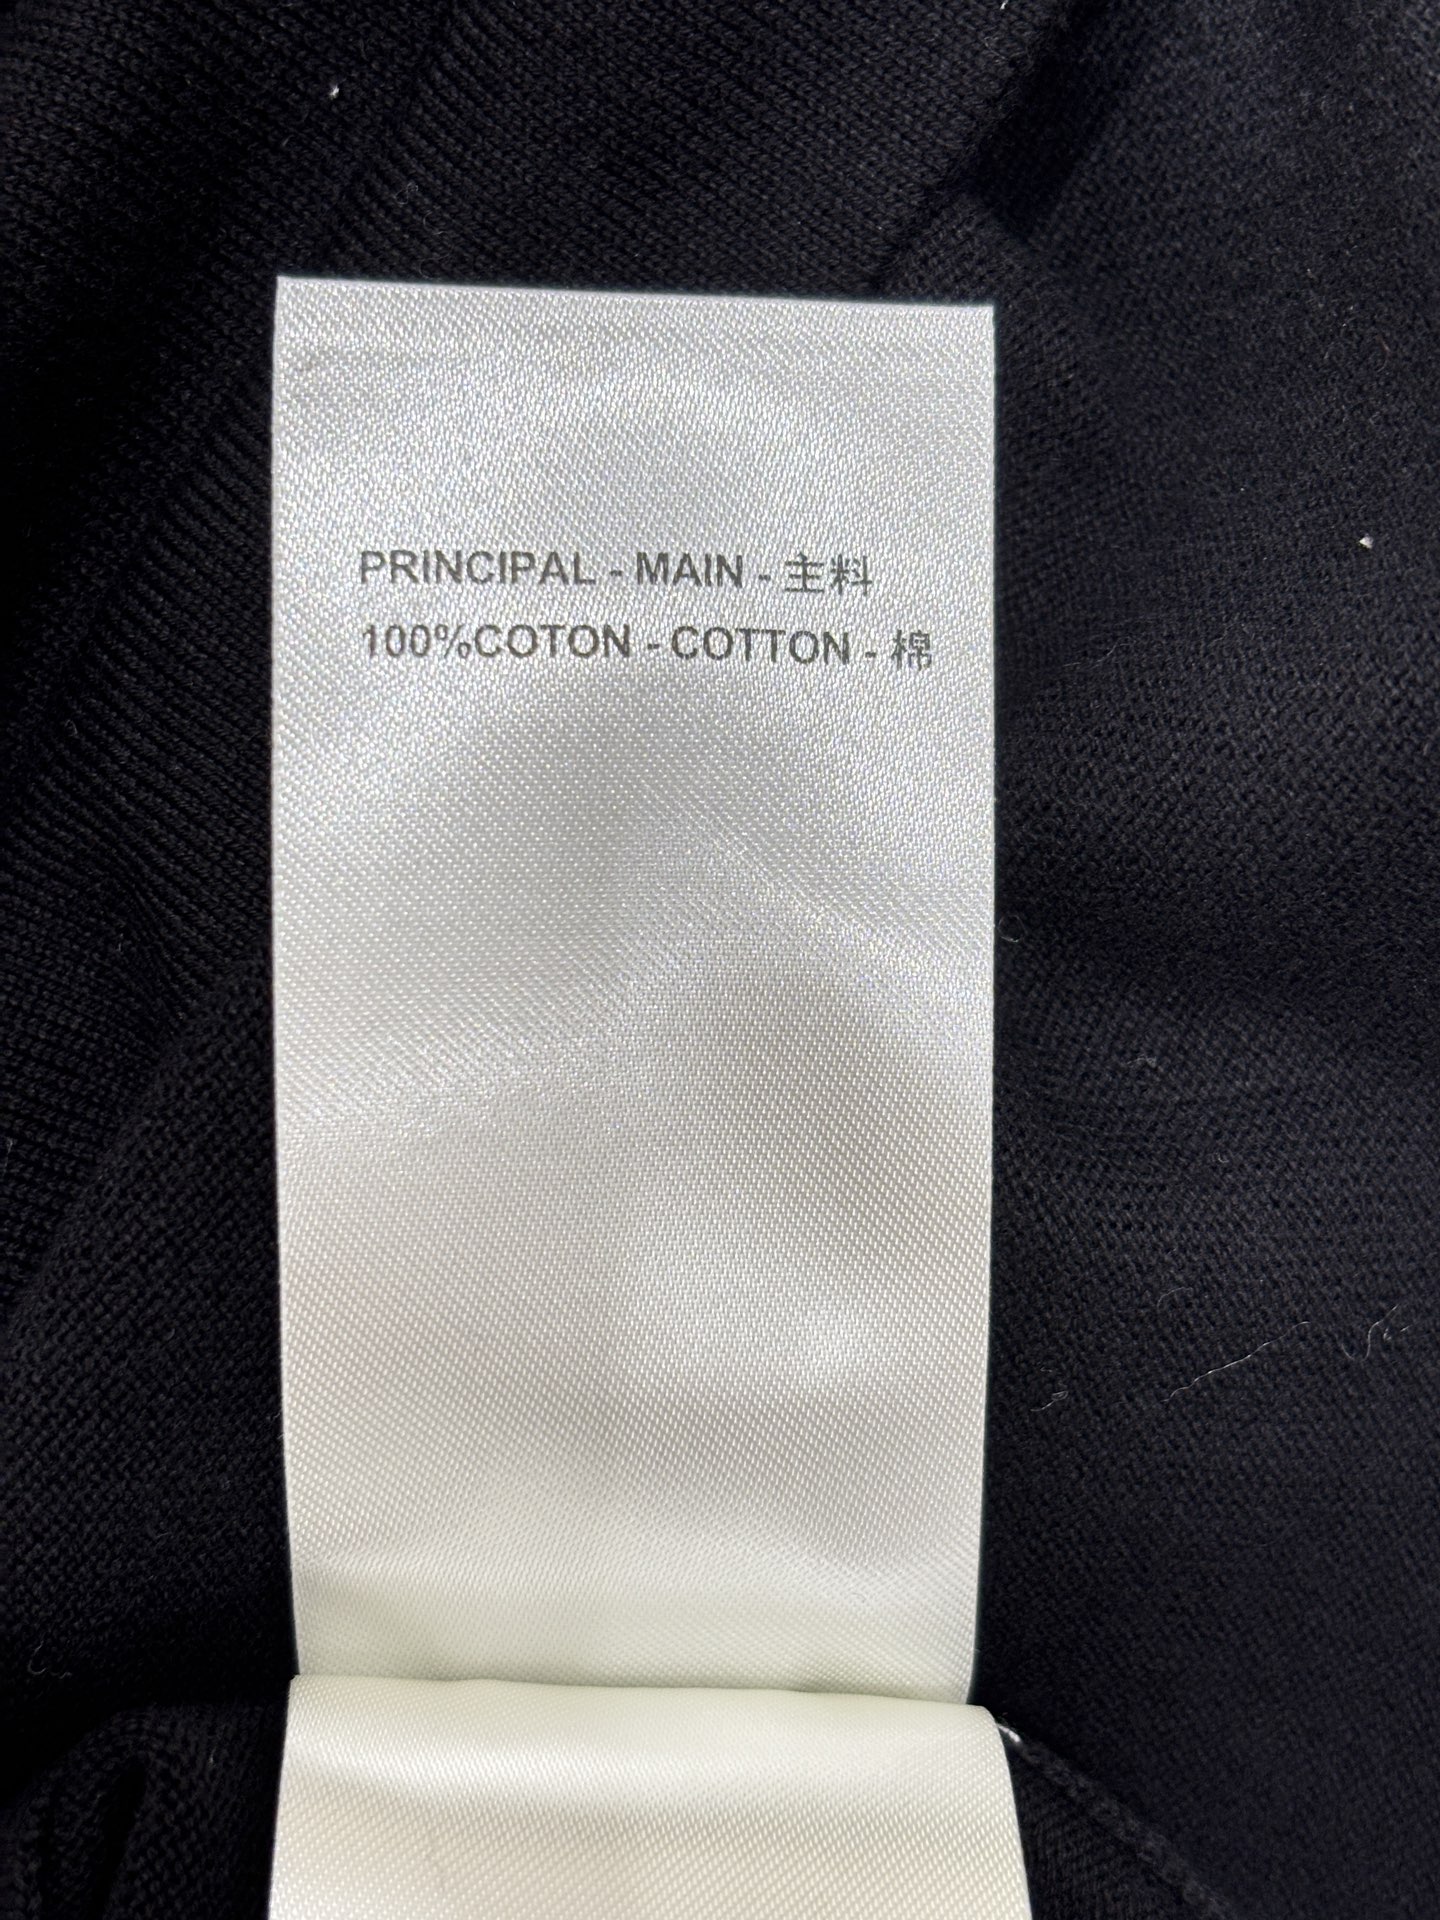 PRINCIPAL - MAIN - 主料
100%COTON - COTTON - 棉